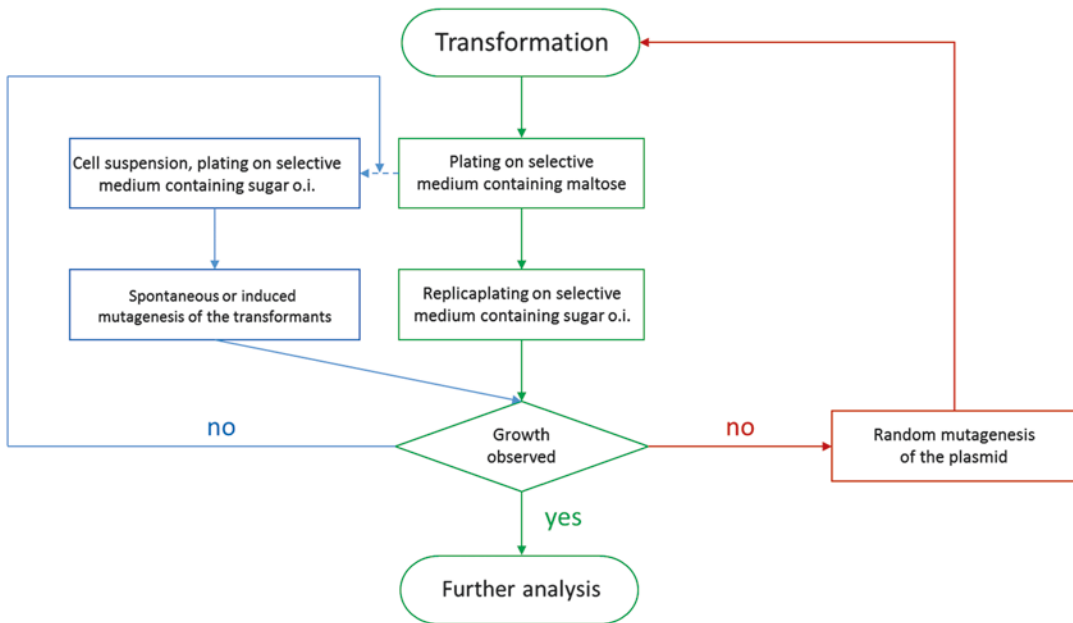 Transformation
Cell suspension, plating on selective
medium containing sugar o.i.
Plating on selective
medium containing maltose
Spontaneous or induced
mutagenesis of the transformants
Replicaplating on selective
medium containing sugar o.i.
no
Growth
observed
no
Random mutagenesis
of the plasmid
yes
Further analysis